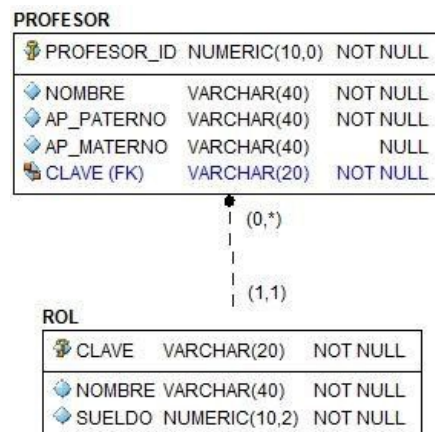 PROFESOR
PROFESOR_ID NUMERIC(10,0) NOT NULL
NOMBRE VARCHAR(40) NOT NULL
AP_PATERNO VARCHAR(40) NOT NULL
AP_MATERNO VARCHAR(40) NULL
CLAVE (FK) VARCHAR(20) NOT NULL
(0,*)
(1,1)
ROL
CLAVE VARCHAR(20) NOT NULL
NOMBRE VARCHAR(40) NOT NULL
SUELDO NUMERIC(10,2) NOT NULL